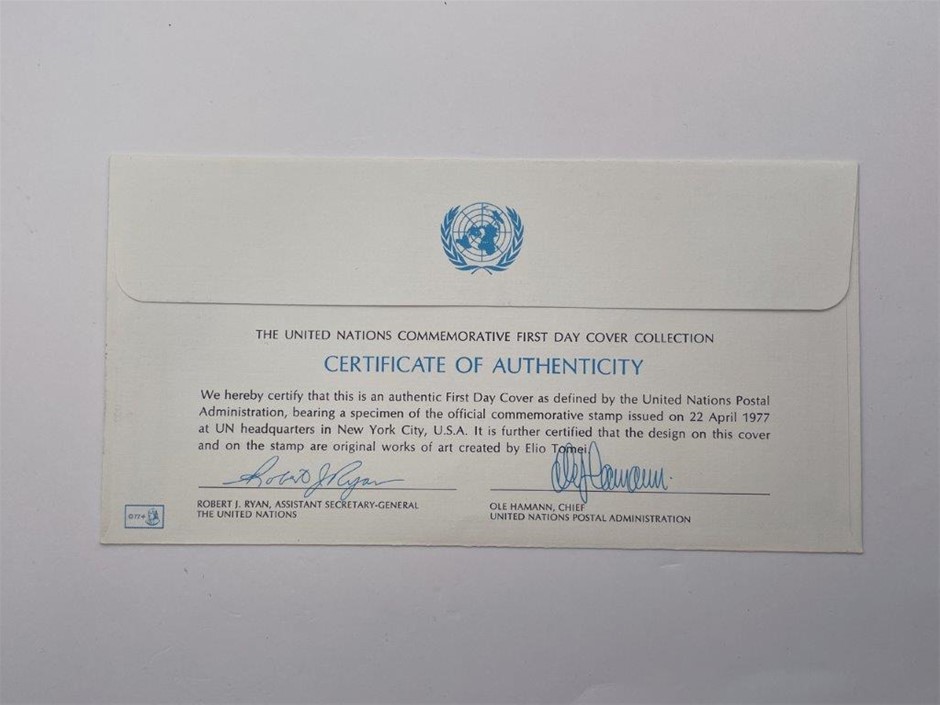 THE UNITED NATIONS COMMEMORATIVE FIRST DAY COVER COLLECTION
CERTIFICATE OF AUTHENTICITY
We hereby certify that this is an authentic First Day Cover as defined by the United Nations Postal
Administration, bearing a specimen of the official commemorative stamp issued on 22 April 1977
at UN headquarters in New York City, U.S.A. It is further certified that the design on this cover
and on the stamp are original works of art created by Elio Tomei.
Robert J. Ryan
Ole Hamann
ROBERT J. RYAN, ASSISTANT SECRETARY-GENERAL
THE UNITED NATIONS
OLE HAMANN, CHIEF
UNITED NATIONS POSTAL ADMINISTRATION